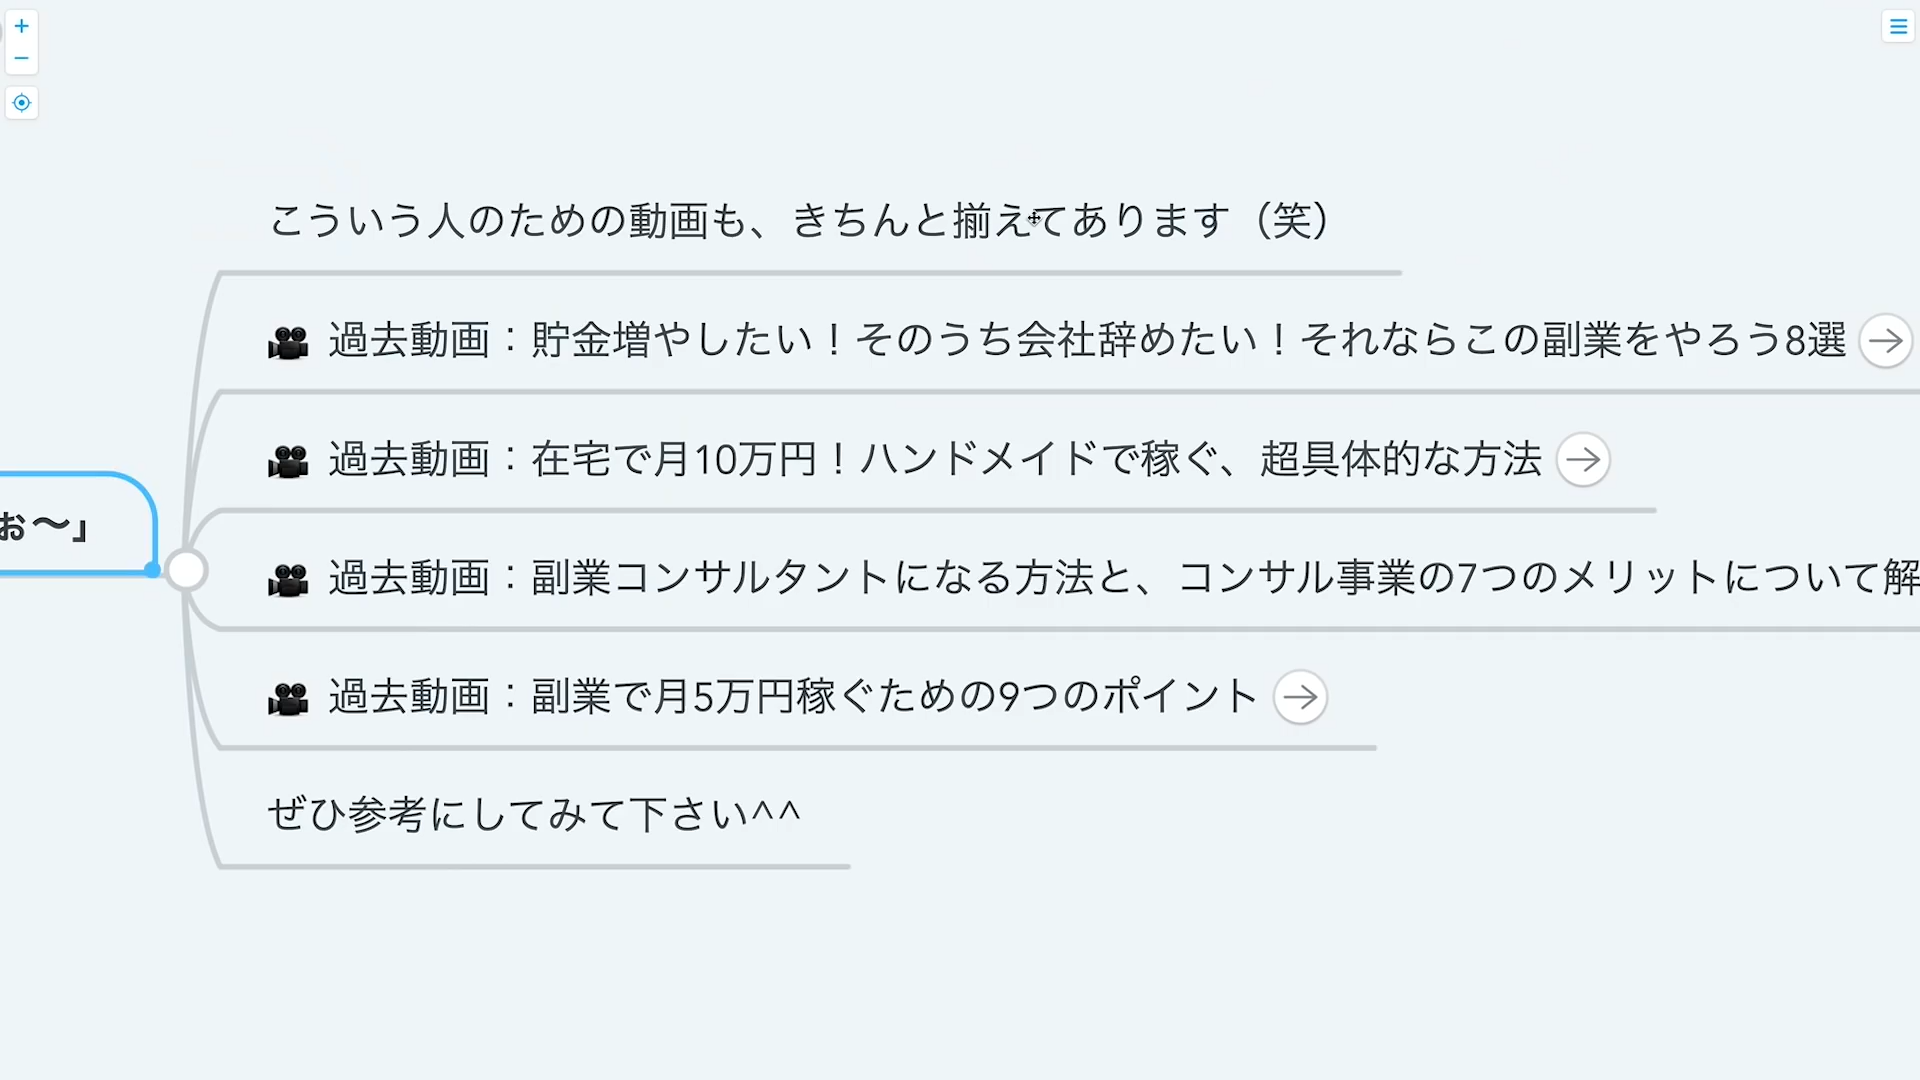 こういう人のための動画も、きちんと揃えてあります（笑）
過去動画：貯金増やしたい！そのうち会社辞めたい！それならこの副業をやろう8選
過去動画：在宅で月10万円！ハンドメイドで稼ぐ、超具体的な方法
ぉ〜」
過去動画：副業コンサルタントになる方法と、コンサル事業の7つのメリットについて解
過去動画：副業で月5万円稼ぐための9つのポイント
ぜひ参考にしてみて下さい^^